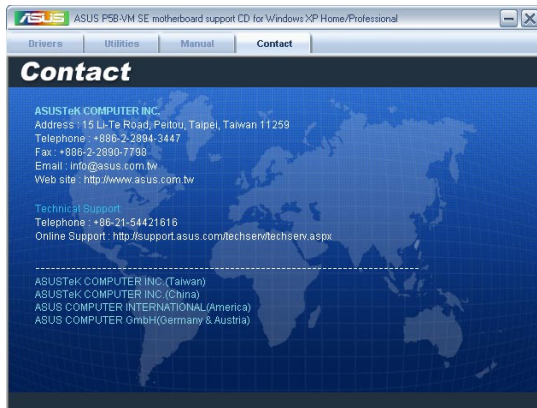 ASUS ASUS P5B-VM SE motherboard support CD for Windows XP Home/Professional
Drivers Utilities Manual Contact
Contact
ASUSTeK COMPUTER INC.
Address : 15 Li-Te Road, Peitou, Taipei, Taiwan 11259
Telephone : +886-2-2894-3447
Fax : +886-2-2890-7798
Email : info@asus.com.tw
Web site : http://www.asus.com.tw
Technical Support
Telephone : +86-21-54421616
Online Support : http://support.asus.com/techserv/techserv.aspx
ASUSTeK COMPUTER INC.(Taiwan)
ASUSTeK COMPUTER INC.(China)
ASUS COMPUTER INTERNATIONAL(America)
ASUS COMPUTER GmbH(Germany & Austria)